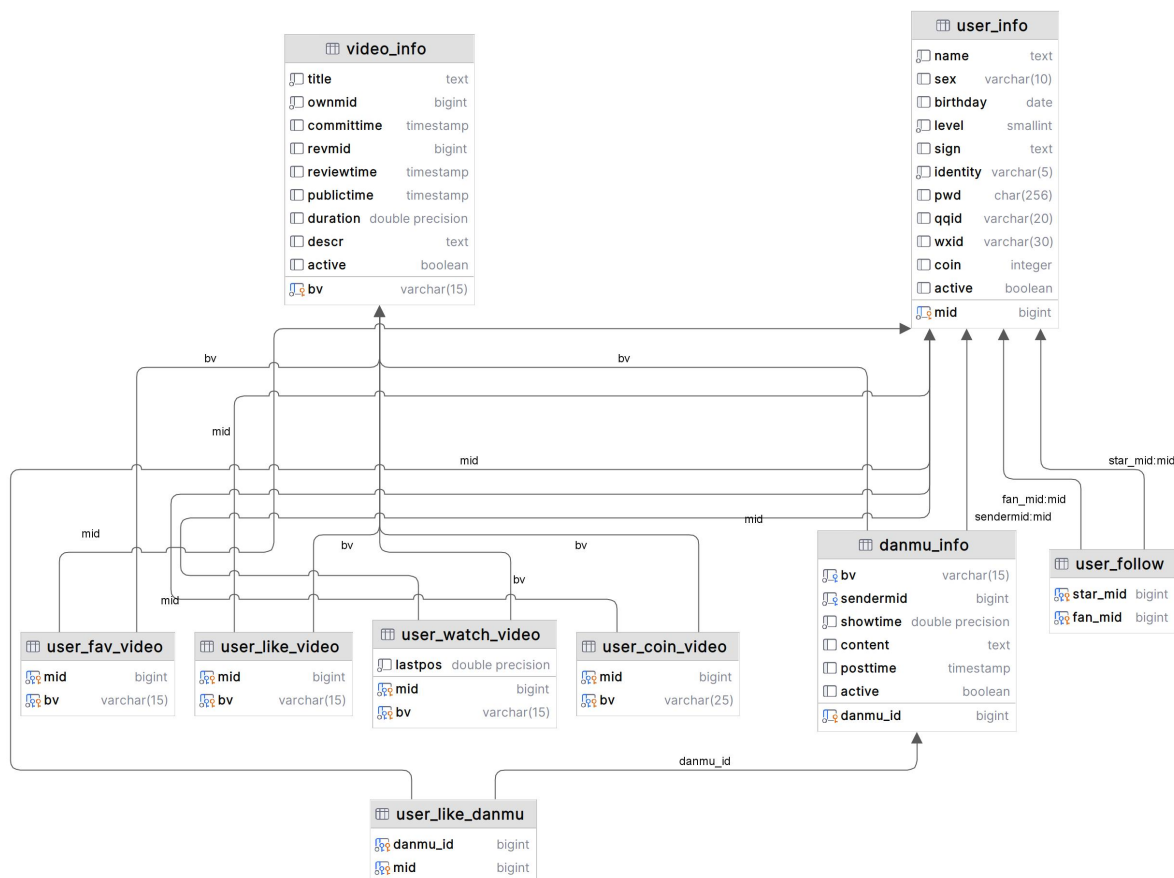 user_info
name text
sex varchar(10)
birthday date
level smallint
sign text
identity varchar(5)
pwd char(256)
qqid varchar(20)
wxid varchar(30)
coin integer
active boolean
mid bigint
video_info
title text
ownmid bigint
committime timestamp
revmid bigint
reviewtime timestamp
publictime timestamp
duration double precision
descr text
active boolean
bv varchar(15)
bv
bv
mid
mid
star_mid:mid
fan_mid:mid
sendermid:mid
mid
mid
bv
bv
bv
mid
danmu_info
bv varchar(15)
sendermid bigint
showtime double precision
content text
posttime timestamp
active boolean
danmu_id bigint
user_follow
star_mid bigint
fan_mid bigint
user_fav_video
mid bigint
bv varchar(15)
user_like_video
mid bigint
bv varchar(15)
user_watch_video
lastpos double precision
mid bigint
bv varchar(15)
user_coin_video
mid bigint
bv varchar(25)
danmu_id
user_like_danmu
danmu_id bigint
mid bigint